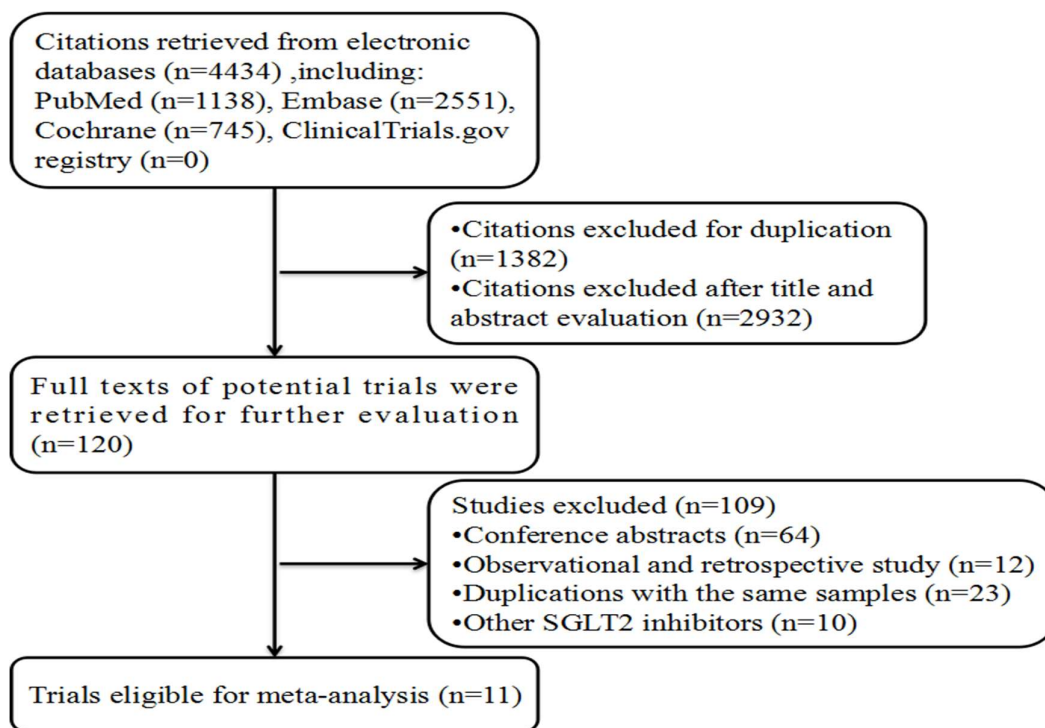 Citations retrieved from electronic
databases (n=4434) ,including:
PubMed (n=1138), Embase (n=2551),
Cochrane (n=745), ClinicalTrials.gov
registry (n=0)
•Citations excluded for duplication
(n=1382)
•Citations excluded after title and
abstract evaluation (n=2932)
Full texts of potential trials were
retrieved for further evaluation
(n=120)
Studies excluded (n=109)
•Conference abstracts (n=64)
•Observational and retrospective study (n=12)
•Duplications with the same samples (n=23)
•Other SGLT2 inhibitors (n=10)
Trials eligible for meta-analysis (n=11)